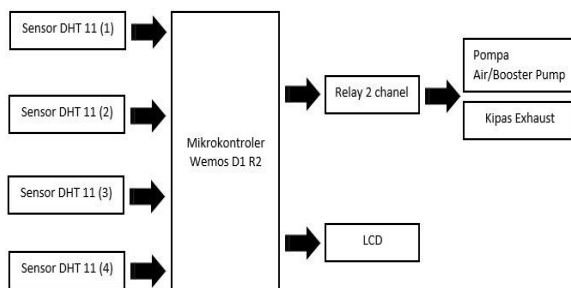 Sensor DHT 11 (1)
Sensor DHT 11 (2)
Sensor DHT 11 (3)
Sensor DHT 11 (4)
Mikrokontroler
Wemos D1 R2
Relay 2 chanel
LCD
Pompa
Air/Booster Pump
Kipas Exhaust